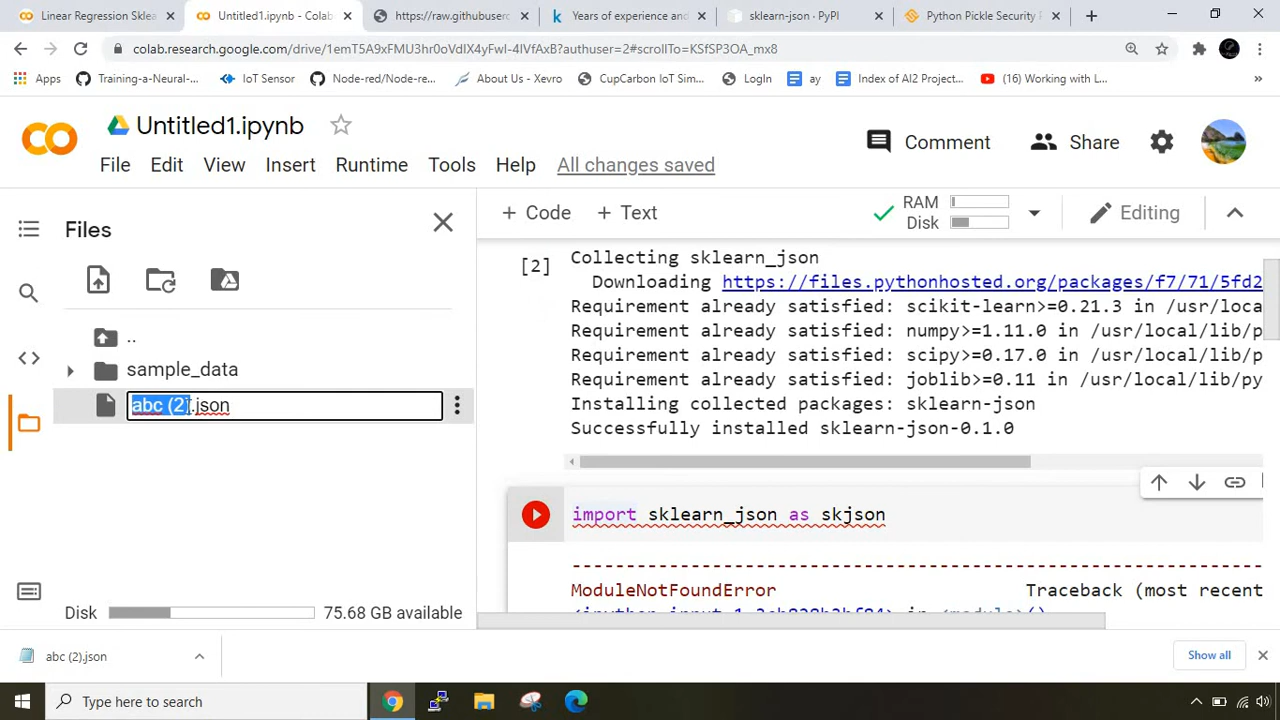 Linear Regression Skle
Untitled1.ipynb - Colab
https://raw.githuberc
Years of experience and
sklearn-json · PyPI
Python Pickle Security P
colab.research.google.com/drive/1emT5A9xFMU3hr0oVdIX4yFwI-4lVfAxB?authuser=2#scrollTo=KSfSP3OA_mx8
Apps
Training-a-Neural-...
IoT Sensor
Node-red/Node-re...
About Us - Xevro
CupCarbon IoT Sim...
LogIn
ay
Index of AI2 Project...
(16) Working with L...
»
Untitled1.ipynb
Comment
Share
File
Edit
View
Insert
Runtime
Tools
Help
All changes saved
+ Code
+ Text
RAM
Disk
Editing
Files
..
sample_data
abc (2).json
Disk
75.68 GB available
[2]
Collecting sklearn_json
Downloading https://files.pythonhosted.org/packages/f7/71/5fd2
Requirement already satisfied: scikit-learn>=0.21.3 in /usr/loca
Requirement already satisfied: numpy>=1.11.0 in /usr/local/lib/p
Requirement already satisfied: scipy>=0.17.0 in /usr/local/lib/p
Requirement already satisfied: joblib>=0.11 in /usr/local/lib/py
Installing collected packages: sklearn-json
Successfully installed sklearn-json-0.1.0
import sklearn_json as skjson
ModuleNotFoundError Traceback (most recent
in <module>()
abc (2).json
Show all
Type here to search